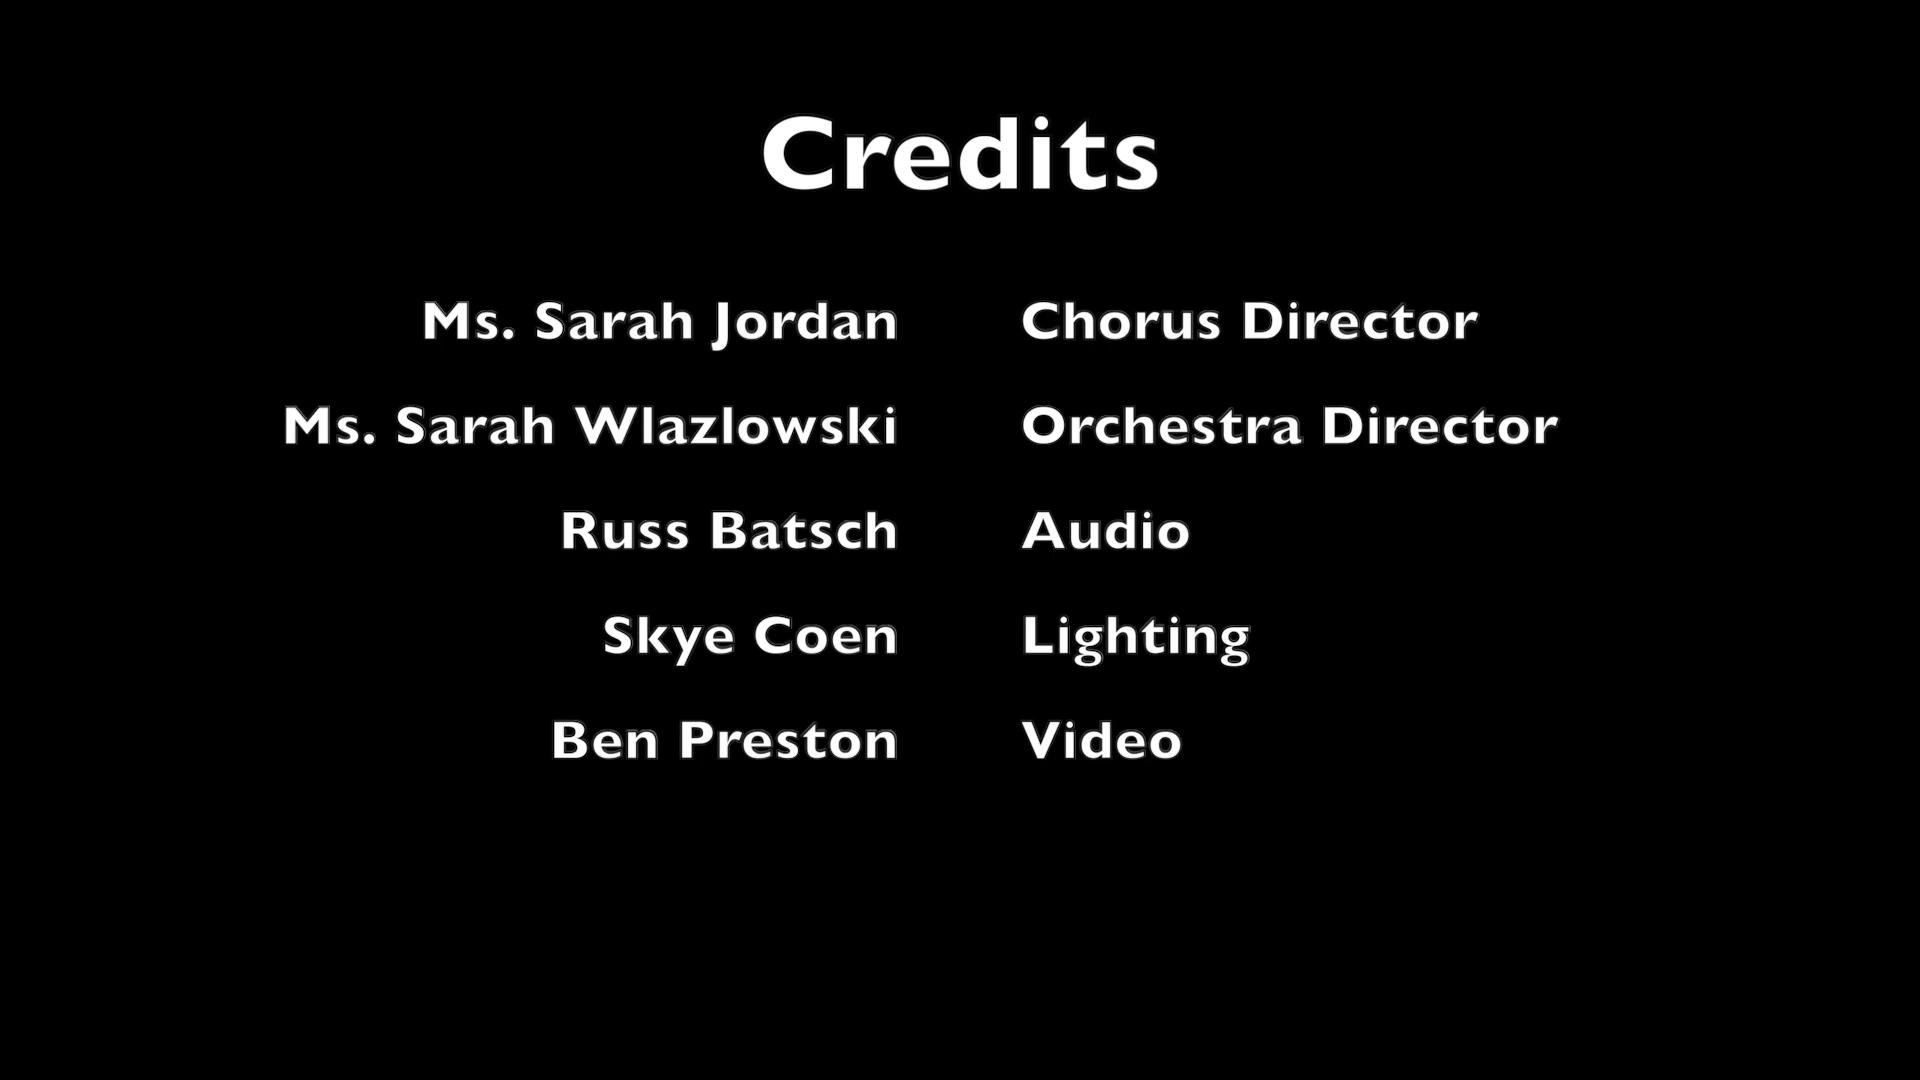 Credits
Ms. Sarah Jordan Chorus Director
Ms. Sarah Wlazlowski Orchestra Director
Russ Batsch Audio
Skye Coen Lighting
Ben Preston Video